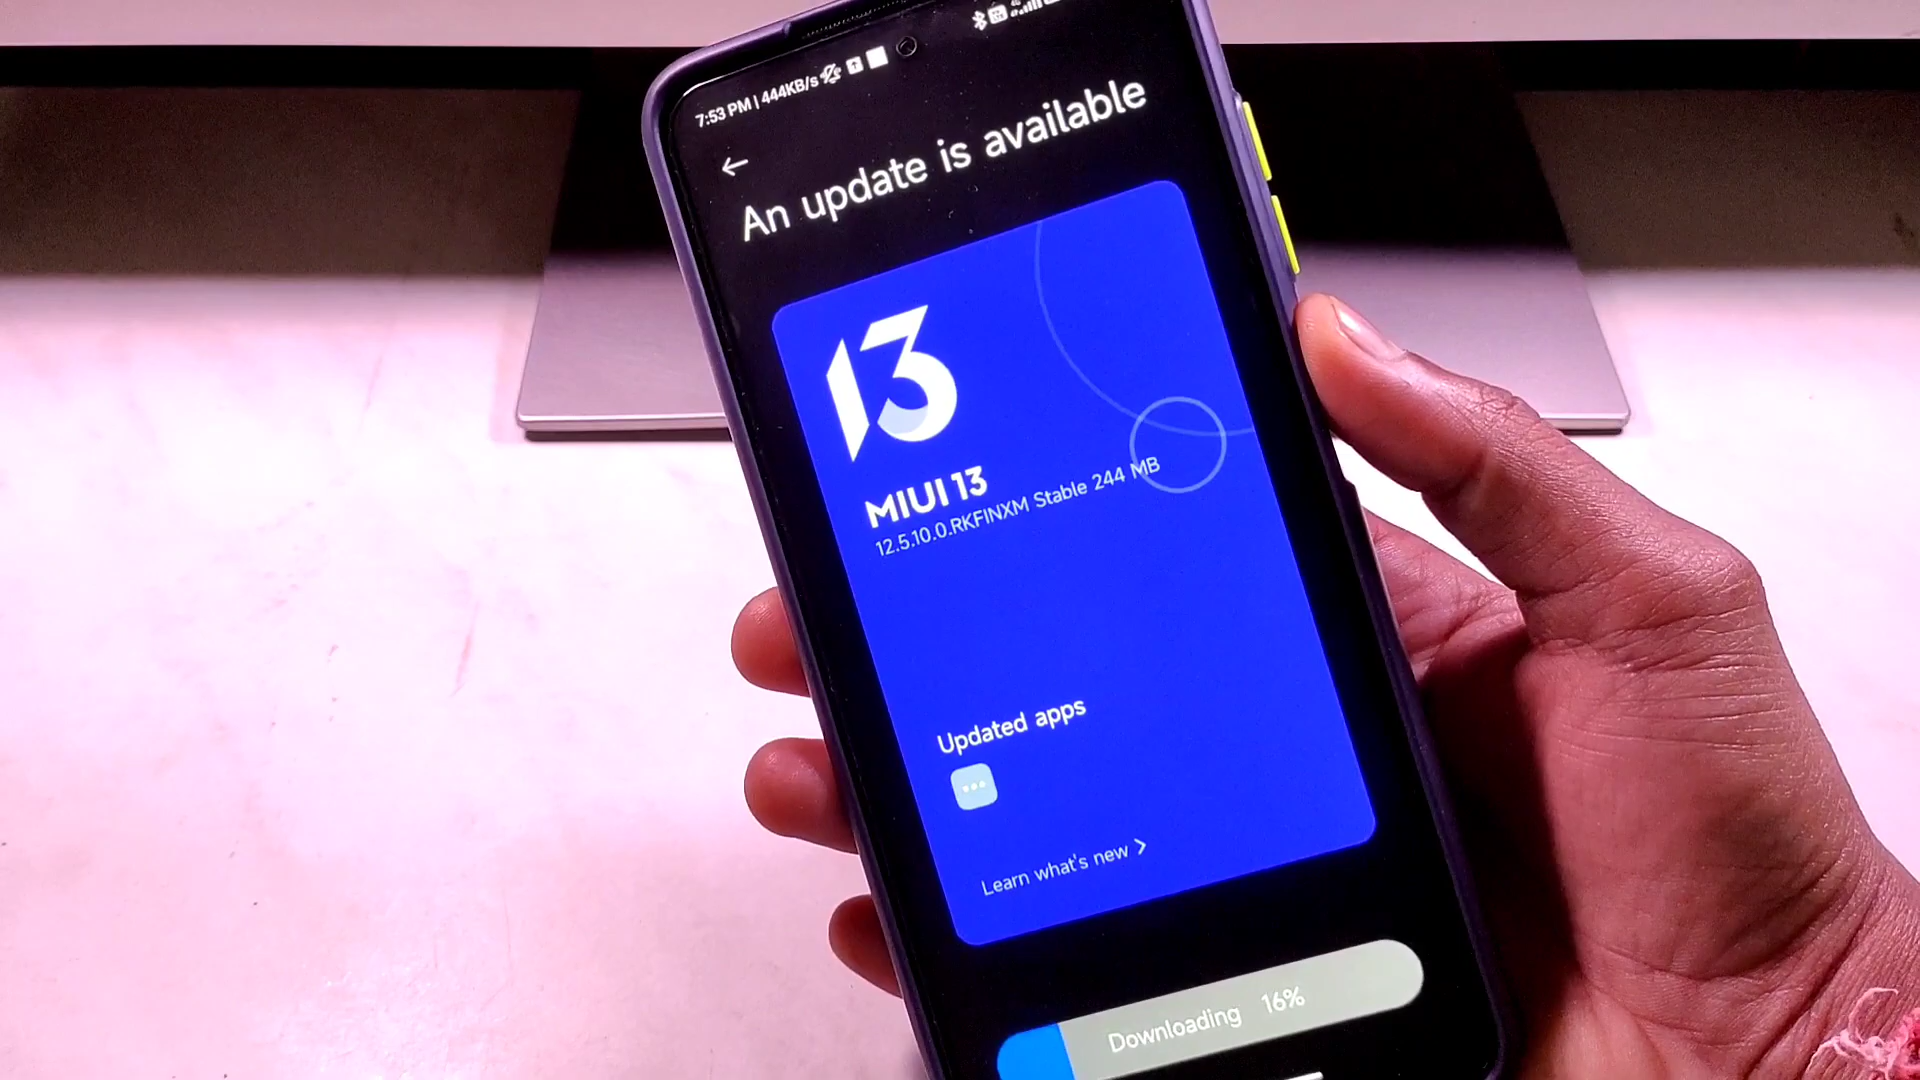 7:53 PM | 444KB/s
An update is available
13
MIUI 13
12.5.10.0.RKFINXM Stable 244 MB
Updated apps
Learn what's new >
Downloading 16%